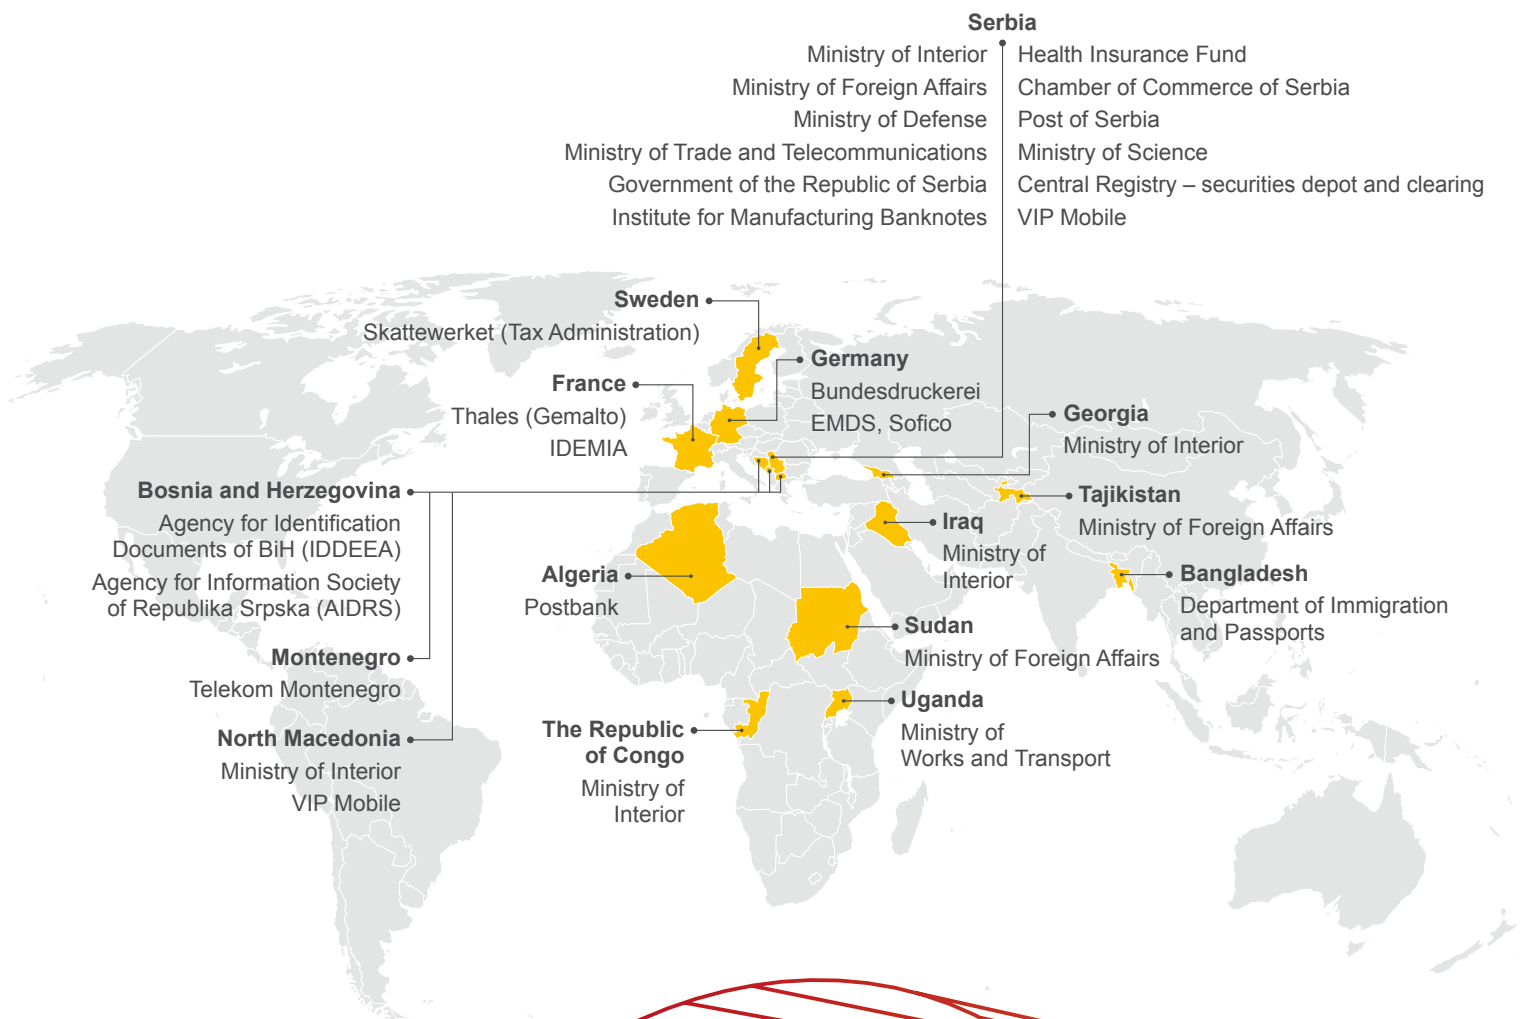 Serbia
Ministry of Interior
Ministry of Foreign Affairs
Ministry of Defense
Ministry of Trade and Telecommunications
Government of the Republic of Serbia
Institute for Manufacturing Banknotes
Health Insurance Fund
Chamber of Commerce of Serbia
Post of Serbia
Ministry of Science
Central Registry – securities depot and clearing
VIP Mobile
Sweden
Skattewerket (Tax Administration)
Germany
Bundesdruckerei
EMDS, Sofico
France
Thales (Gemalto)
IDEMIA
Georgia
Ministry of Interior
Bosnia and Herzegovina
Agency for Identification
Documents of BiH (IDDEEA)
Agency for Information Society
of Republika Srpska (AIDRS)
Tajikistan
Ministry of Foreign Affairs
Iraq
Ministry of
Interior
Algeria
Postbank
Bangladesh
Department of Immigration
and Passports
Sudan
Ministry of Foreign Affairs
Montenegro
Telekom Montenegro
Uganda
Ministry of
Works and Transport
The Republic
of Congo
Ministry of
Interior
North Macedonia
Ministry of Interior
VIP Mobile